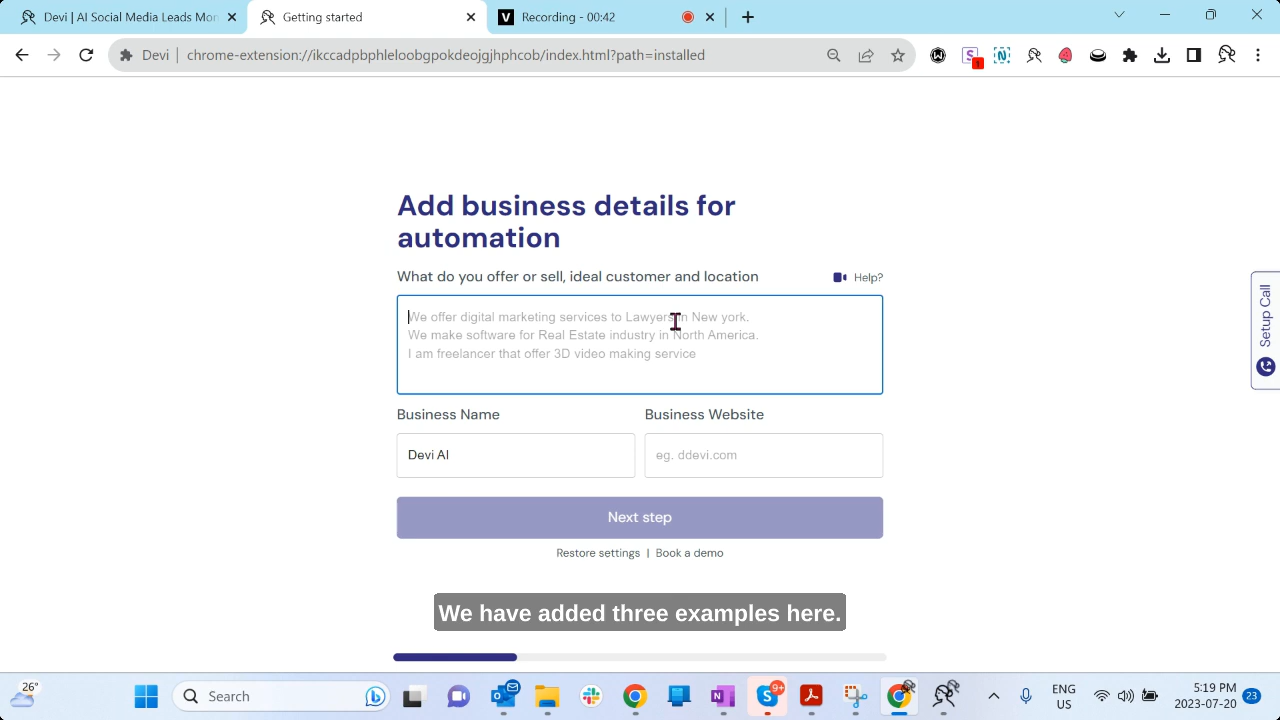 Devi | AI Social Media Leads Mon
Getting started
Recording - 00:42
Devi
chrome-extension://ikccadpbphleloobgpokdeojgjhphcob/index.html?path=installed
1
Add business details for
automation
What do you offer or sell, ideal customer and location
Help?
We offer digital marketing services to Lawyers in New york.
We make software for Real Estate industry in North America.
I am freelancer that offer 3D video making service
Setup Call
Business Name
Business Website
Devi AI
eg. ddevi.com
Next step
Restore settings | Book a demo
We have added three examples here.
26°
Search
9+
ENG
US
5:19 PM
2023-07-20
23